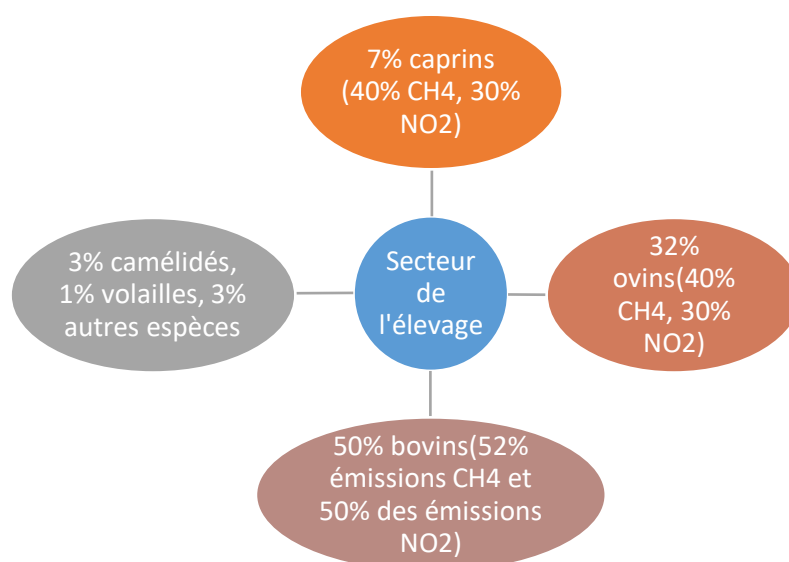 7% caprins
(40% CH4, 30%
NO2)
3% camélidés,
1% volailles, 3%
autres espèces
Secteur
de
l'élevage
32%
ovins(40%
CH4, 30%
NO2)
50% bovins(52%
émissions CH4 et
50% des émissions
NO2)